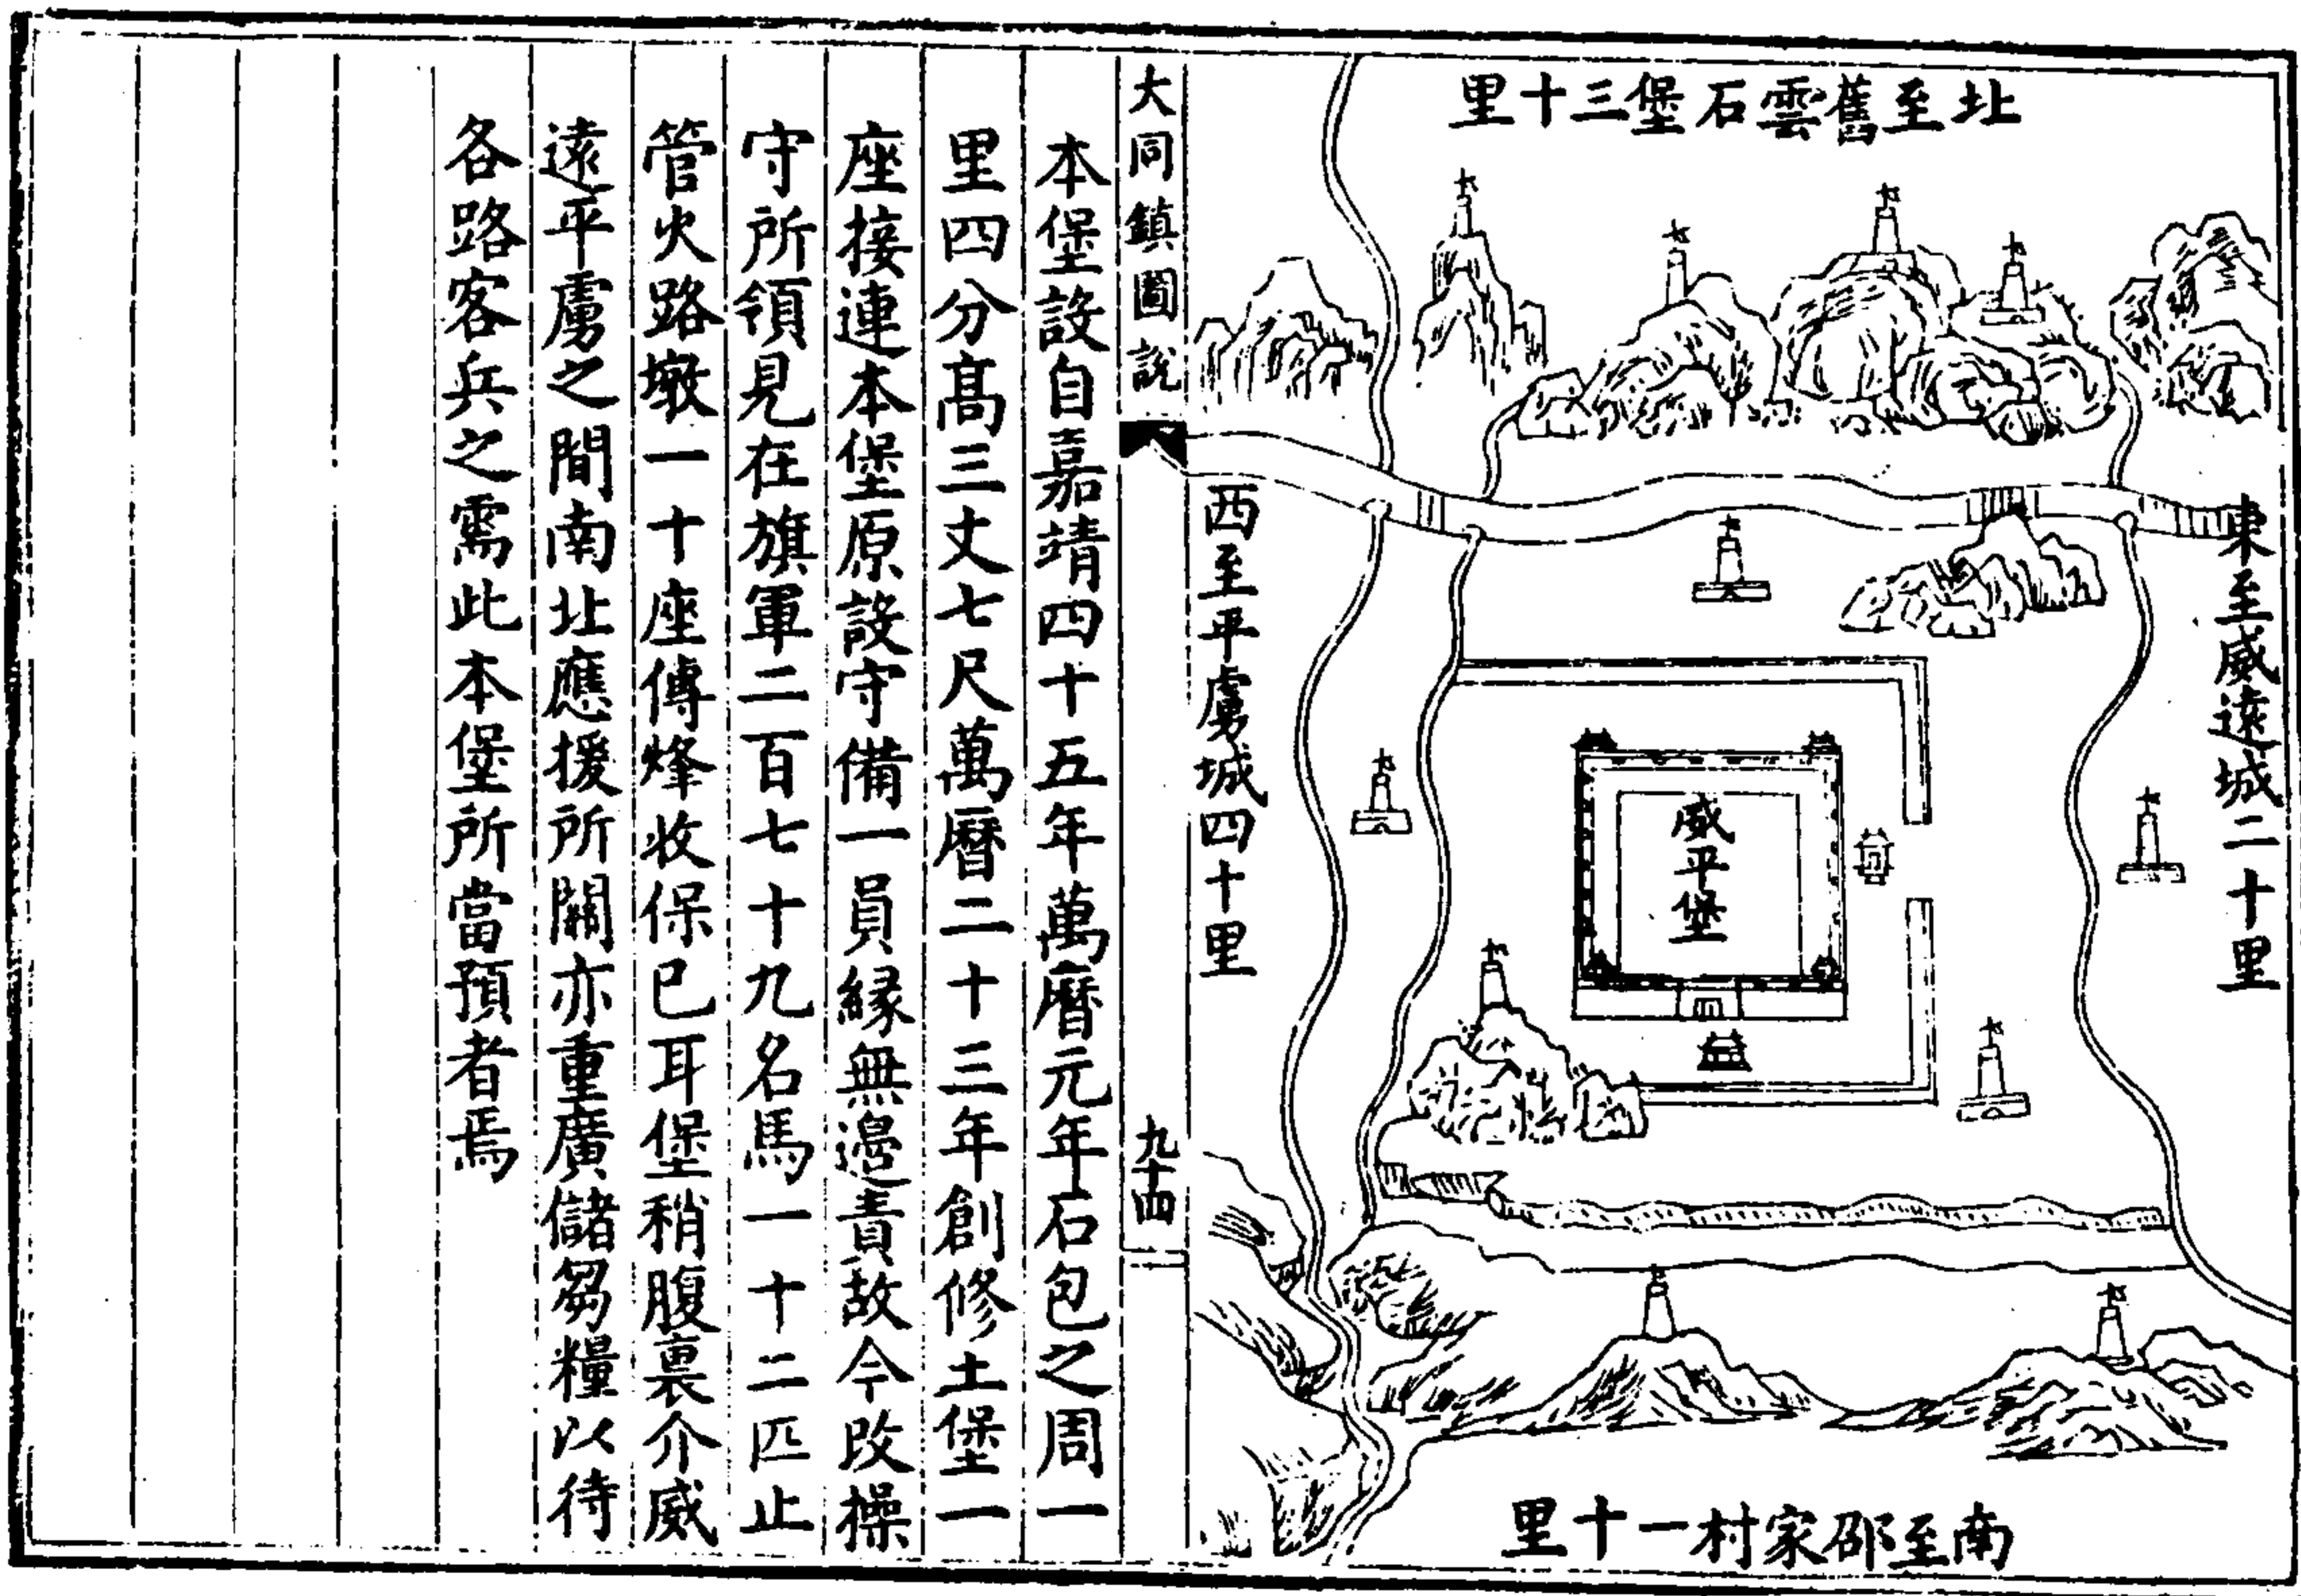 北至舊雲石堡三十里
東至威遠城二十里
威平堡
南至邵家村一十里
西至平虜城四十里
大同鎮圖說
九十四
本堡設自嘉靖四十五年萬曆元年石包之周一
里四分高三丈七尺萬曆二十三年創修土堡一
座接連本堡原設守備一員緣無邊責故今改操
守所領見在旗軍二百七十九名馬一十二匹止
管火路墩一十座傳烽收保已耳堡稍腹裏介威
遠平虜之間南北應援所關亦重廣儲芻糧以待
各路客兵之需此本堡所當預者焉